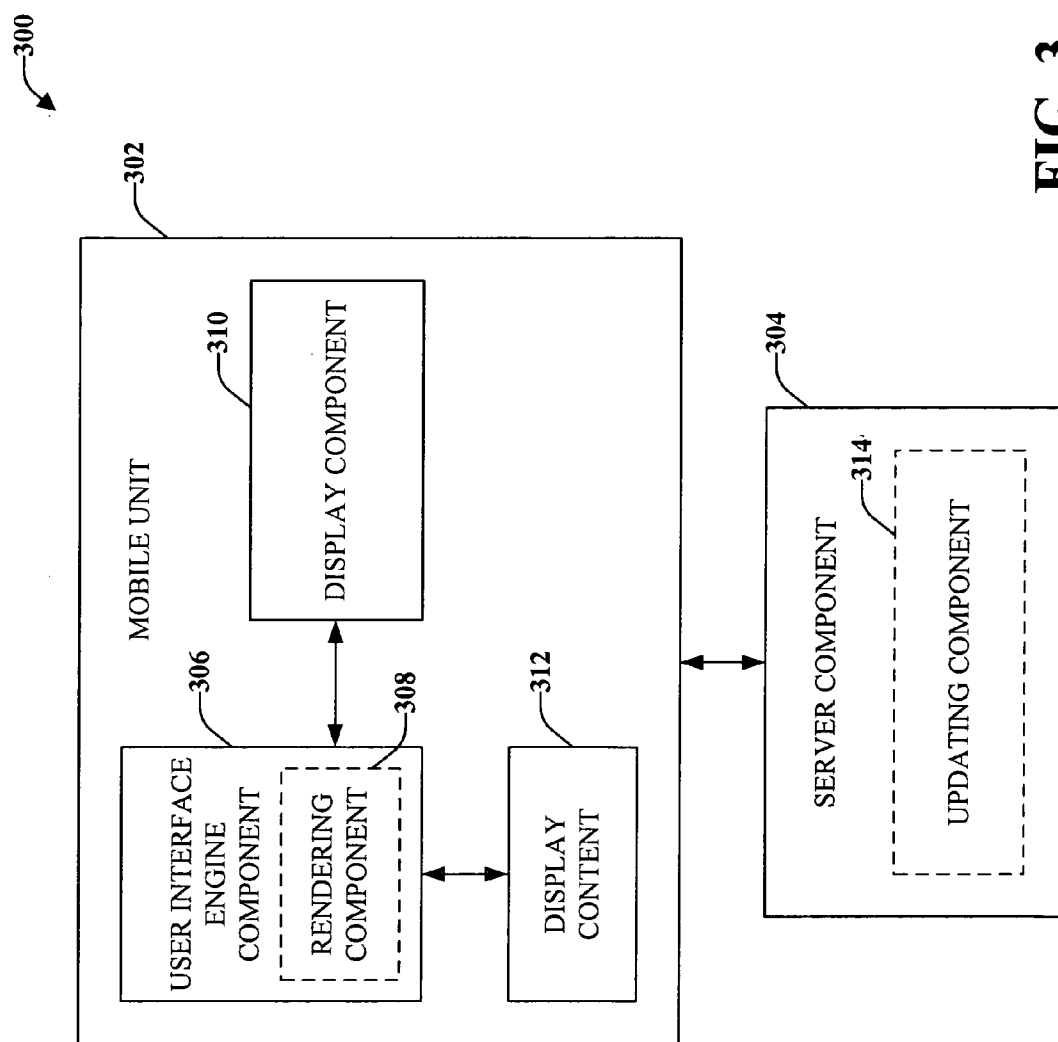 300
302
MOBILE UNIT
306
USER INTERFACE
ENGINE
COMPONENT
308
RENDERING
COMPONENT
310
DISPLAY COMPONENT
312
DISPLAY
CONTENT
304
SERVER COMPONENT
314
UPDATING COMPONENT
FIG. 3